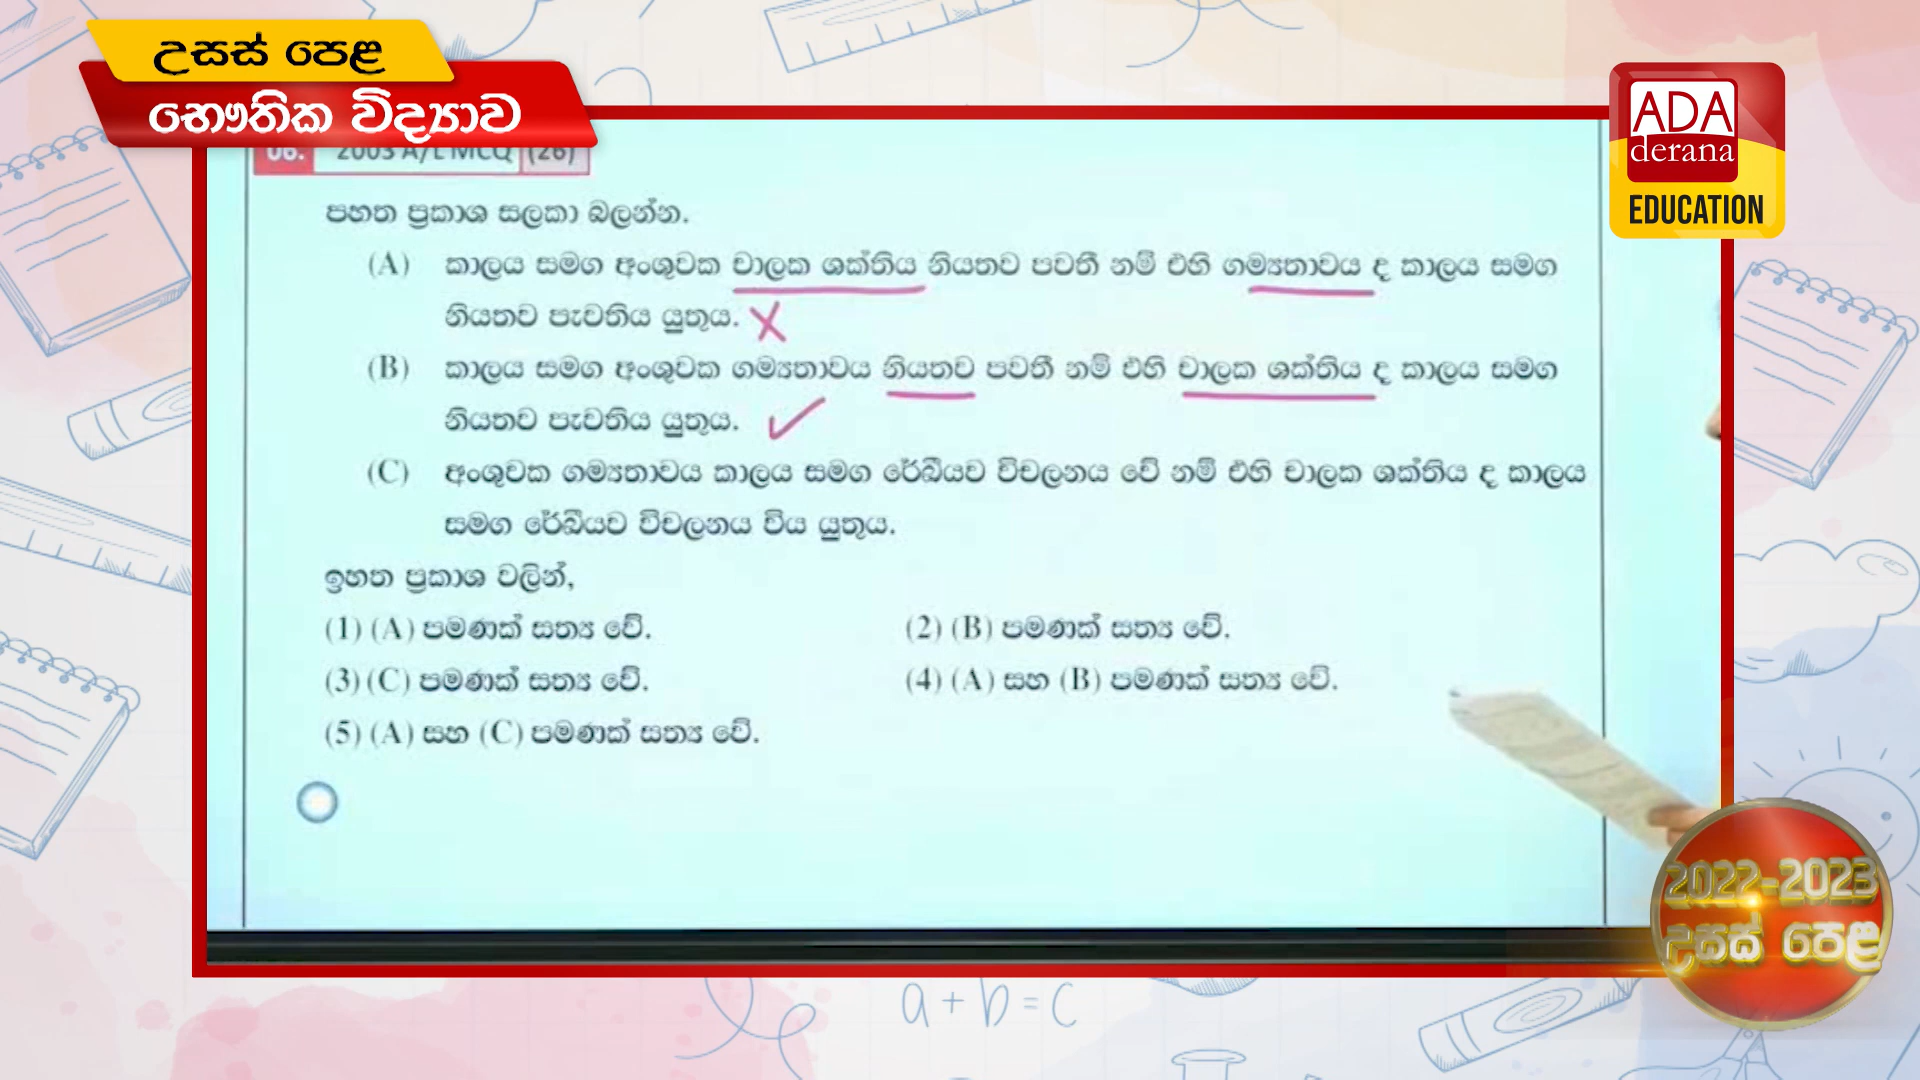 උසස් පෙළ
භෞතික විද්‍යාව
ADA
derana
EDUCATION
06. 2003 A/L MCQ (26)
පහත ප්‍රකාශ සලකා බලන්න.
(A) කාලය සමග අංශුවක චාලක ශක්තිය නියතව පවතී නම් එහි ගම්‍යතාවය ද කාලය සමග
නියතව පැවතිය යුතුය. X
(B) කාලය සමග අංශුවක ගම්‍යතාවය නියතව පවතී නම් එහි චාලක ශක්තිය ද කාලය සමග
නියතව පැවතිය යුතුය. ✓
(C) අංශුවක ගම්‍යතාවය කාලය සමග රේඛීයව විචලනය වේ නම් එහි චාලක ශක්තිය ද කාලය
සමග රේඛීයව විචලනය විය යුතුය.
ඉහත ප්‍රකාශ වලින්,
(1) (A) පමණක් සත්‍ය වේ. (2) (B) පමණක් සත්‍ය වේ.
(3) (C) පමණක් සත්‍ය වේ. (4) (A) සහ (B) පමණක් සත්‍ය වේ.
(5) (A) සහ (C) පමණක් සත්‍ය වේ.
2022-2023
උසස් පෙළ
a + b = c